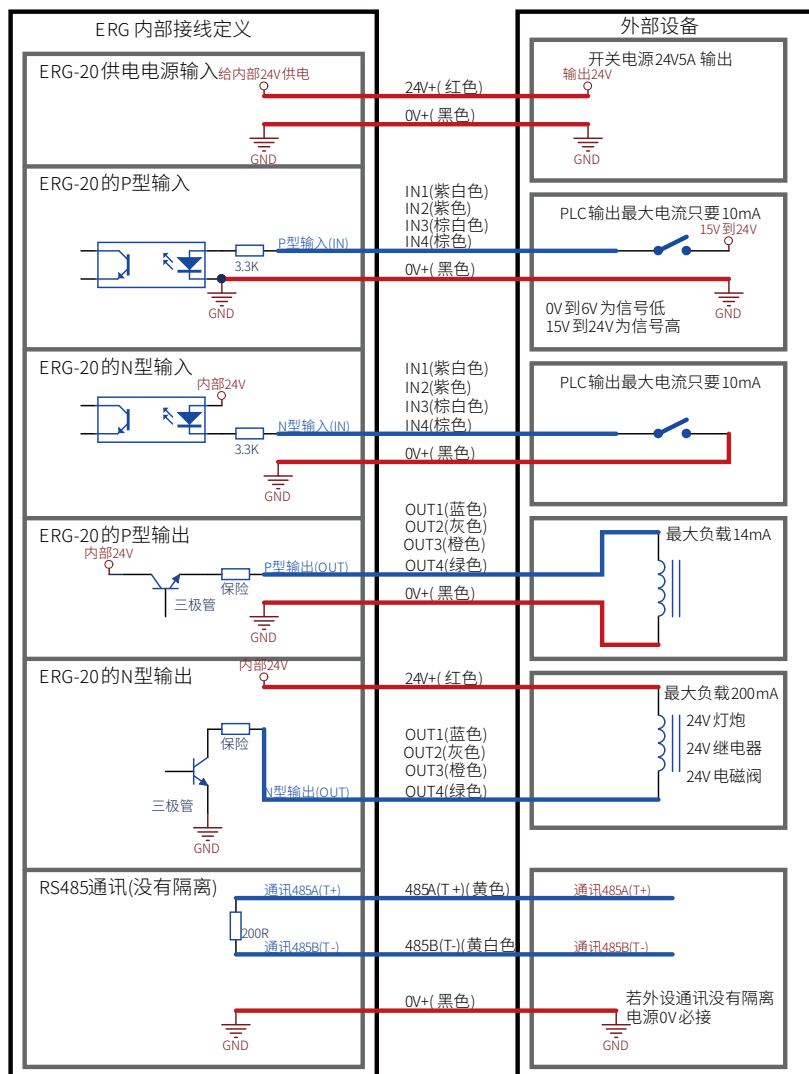 ERG 内部接线定义
外部设备
ERG-20供电电源输入
给内部24V供电
24V+( 红色)
开关电源24V5A 输出
输出24V
0V+( 黑色)
GND
GND
ERG-20的P型输入
IN1(紫白色)
IN2(紫色)
IN3(棕白色)
IN4(棕色)
PLC输出最大电流只要10mA
15V到24V
P型输入(IN)
3.3K
0V+( 黑色)
GND
GND
0V到6V为信号低
15V到24V为信号高
ERG-20的N型输入
内部24V
IN1(紫白色)
IN2(紫色)
IN3(棕白色)
IN4(棕色)
PLC输出最大电流只要10mA
N型输入(IN)
3.3K
0V+( 黑色)
GND
ERG-20的P型输出
内部24V
OUT1(蓝色)
OUT2(灰色)
OUT3(橙色)
OUT4(绿色)
最大负载14mA
P型输出(OUT)
保险
三极管
0V+( 黑色)
GND
ERG-20的N型输出
内部24V
24V+( 红色)
最大负载200mA
24V灯炮
24V继电器
24V电磁阀
保险
OUT1(蓝色)
OUT2(灰色)
OUT3(橙色)
OUT4(绿色)
三极管
N型输出(OUT)
GND
RS485通讯(没有隔离)
通讯485A(T+)
485A(T+)(黄色)
通讯485A(T+)
200R
通讯485B(T-)
485B(T-)(黄白色
通讯485B(T-)
0V+( 黑色)
若外设通讯没有隔离
电源0V必接
GND
GND